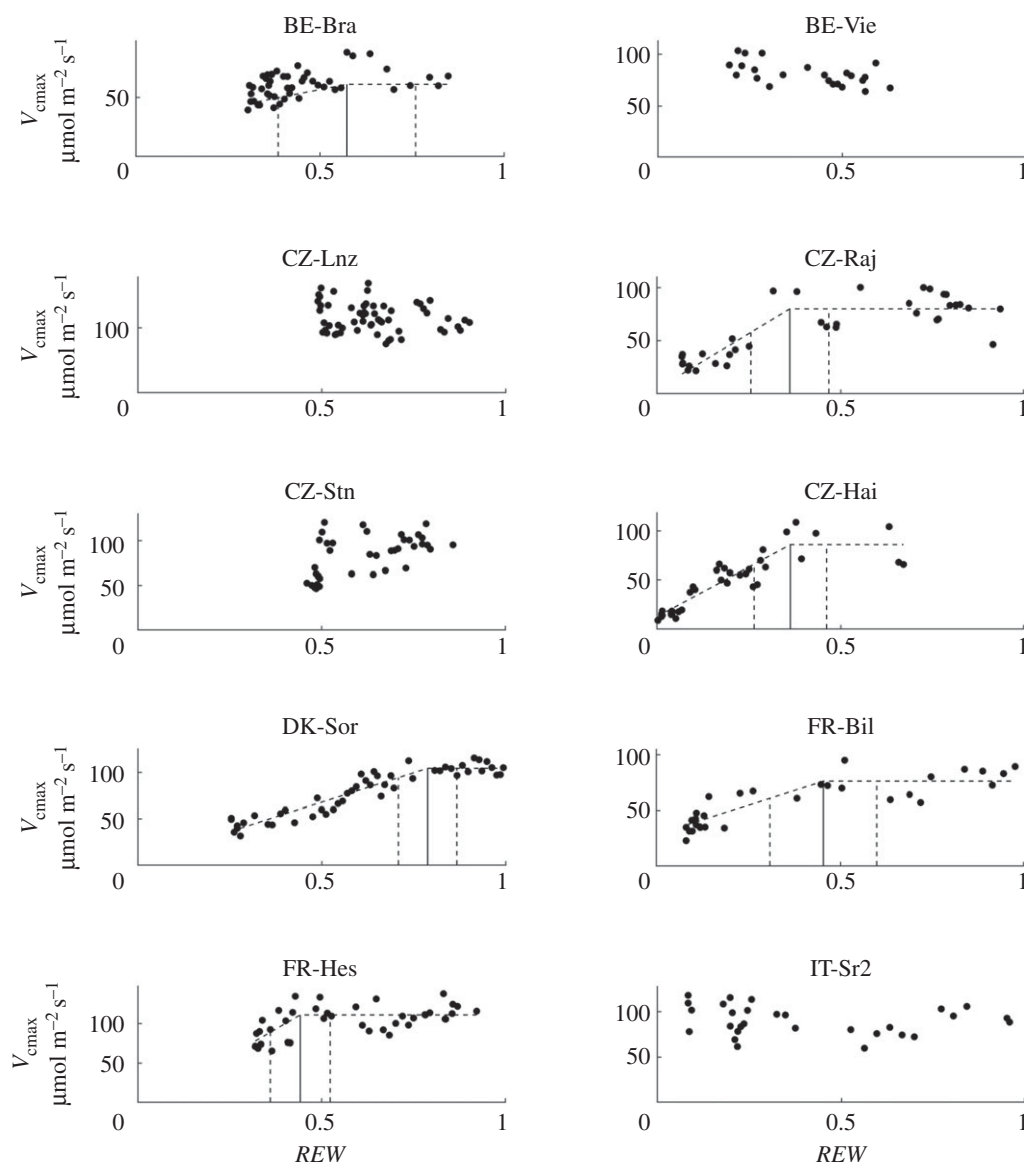 BE-Bra
BE-Vie
V_cmax
μmol m⁻² s⁻¹
50
0
0.5
1
100
50
0
0.5
1
CZ-Lnz
CZ-Raj
V_cmax
μmol m⁻² s⁻¹
100
0
0.5
1
100
50
0
0.5
1
CZ-Stn
CZ-Hai
V_cmax
μmol m⁻² s⁻¹
100
50
0
0.5
1
100
50
0
0.5
1
DK-Sor
FR-Bil
V_cmax
μmol m⁻² s⁻¹
100
50
0
0.5
1
100
50
0
0.5
1
FR-Hes
IT-Sr2
V_cmax
μmol m⁻² s⁻¹
100
50
0
0.5
1
REW
100
50
0
0.5
1
REW